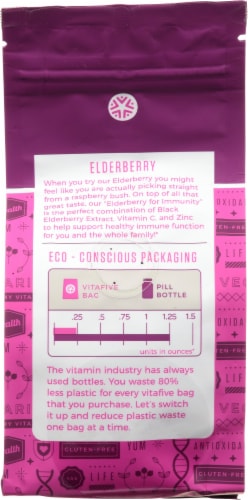 ELDERBERRY
When you try our Elderberry you might
feel like you are actually picking straight
from a raspberry bush. On top of all that
great taste, our "Elderberry for Immunity"
is the perfect combination of Black
Elderberry Extract, Vitamin C, and Zinc
to help support healthy immune function
for you and the whole family!*
ECO - CONSCIOUS PACKAGING
VITAFIVE
BAG
PILL
BOTTLE
.25 .5 .75 1 1.25 1.5
units in ounces*
The vitamin industry has always
used bottles. You waste 80%
less plastic for every vitafive bag
that you purchase. Let's switch
it up and reduce plastic waste
one bag at a time.
LIFE
YUM
ANTIOXIDA
GLUTEN-FREE
LIFE
GLUTEN-FREE